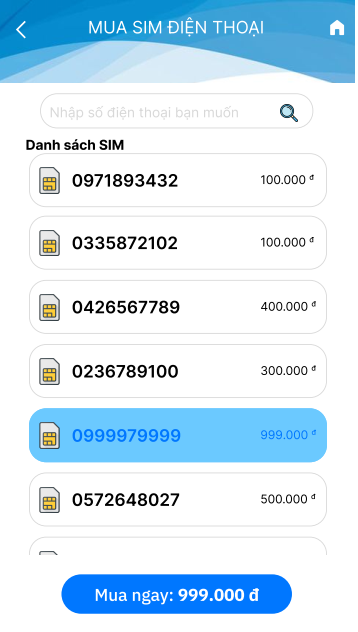 MUA SIM ĐIỆN THOẠI
Nhập số điện thoại bạn muốn
Danh sách SIM
0971893432 100.000 đ
0335872102 100.000 đ
0426567789 400.000 đ
0236789100 300.000 đ
0999979999 999.000 đ
0572648027 500.000 đ
Mua ngay: 999.000 đ